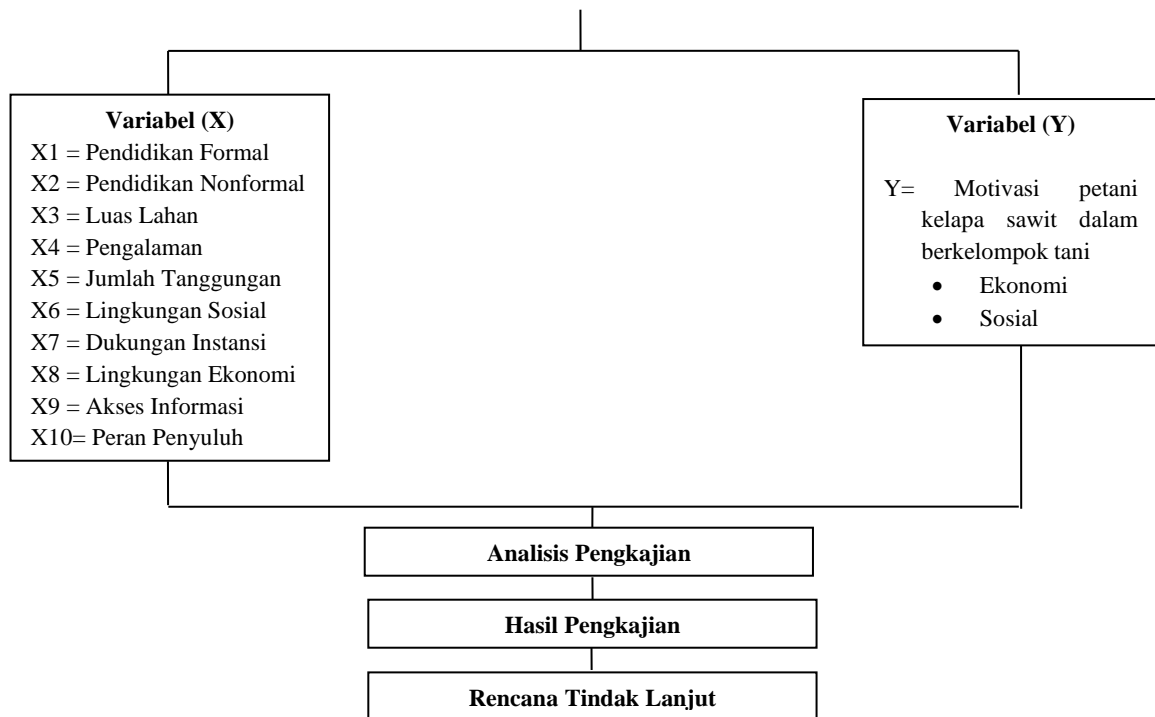 Variabel (X)
X1 = Pendidikan Formal
X2 = Pendidikan Nonformal
X3 = Luas Lahan
X4 = Pengalaman
X5 = Jumlah Tanggungan
X6 = Lingkungan Sosial
X7 = Dukungan Instansi
X8 = Lingkungan Ekonomi
X9 = Akses Informasi
X10= Peran Penyuluh
Variabel (Y)
Y= Motivasi petani
kelapa sawit dalam
berkelompok tani
• Ekonomi
• Sosial
Analisis Pengkajian
Hasil Pengkajian
Rencana Tindak Lanjut